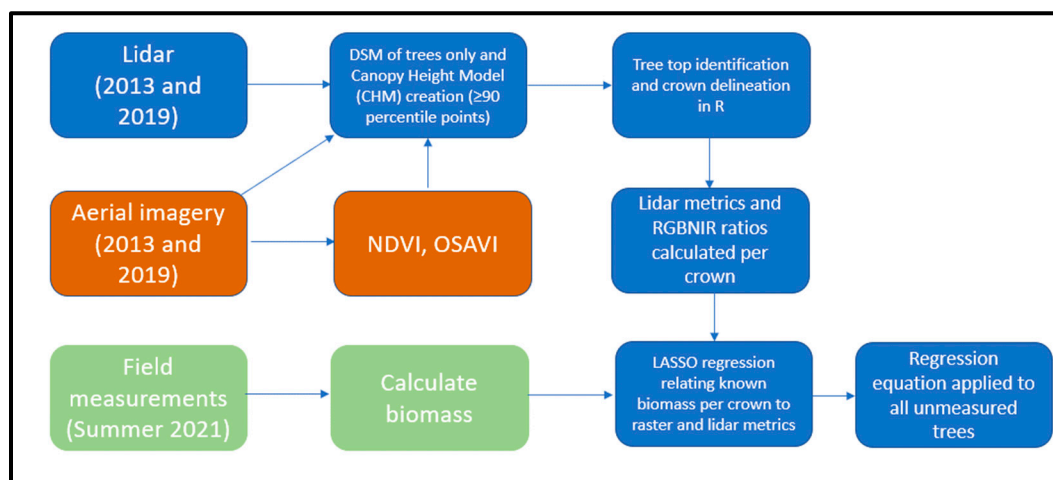 Lidar
(2013 and
2019)
DSM of trees only and
Canopy Height Model
(CHM) creation (≥90
percentile points)
Tree top identification
and crown delineation
in R
Aerial imagery
(2013 and
2019)
NDVI, OSAVI
Lidar metrics and
RGBNIR ratios
calculated per
crown
Field
measurements
(Summer 2021)
Calculate
biomass
LASSO regression
relating known
biomass per crown to
raster and lidar metrics
Regression
equation applied to
all unmeasured
trees